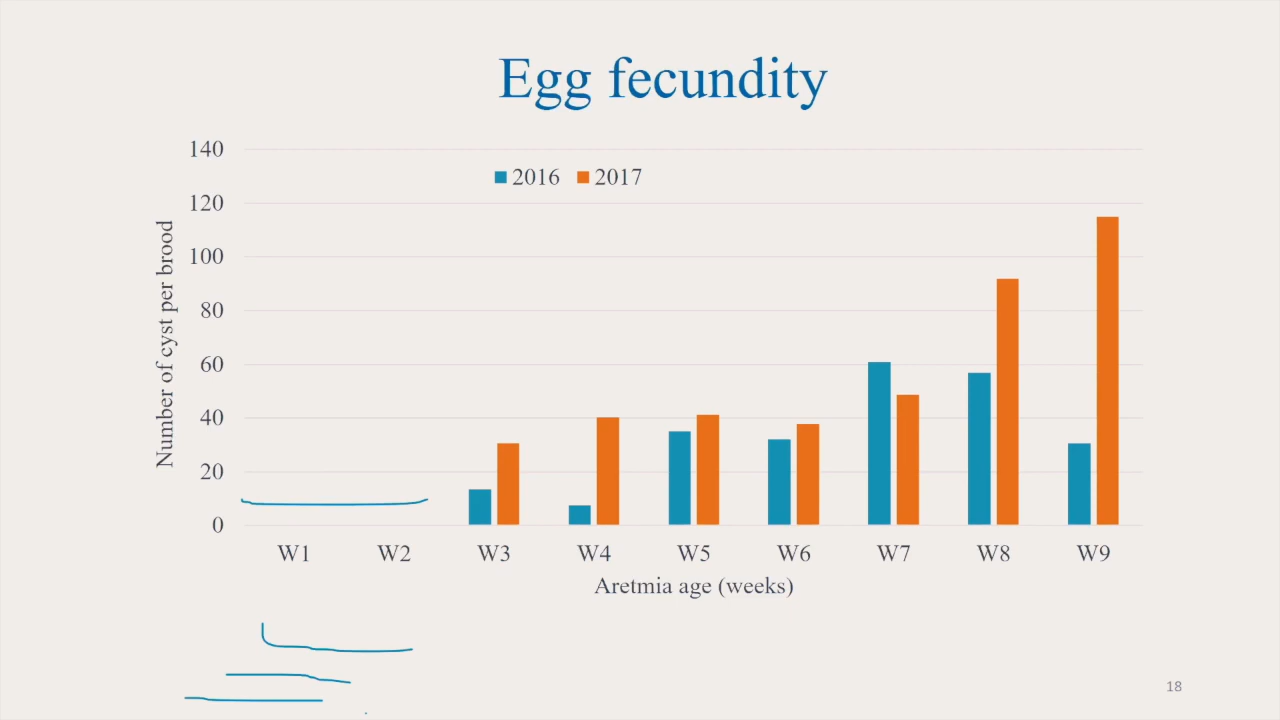 Egg fecundity
140
2016 2017
120
100
80
60
40
20
0
Number of cyst per brood
W1 W2 W3 W4 W5 W6 W7 W8 W9
Aretmia age (weeks)
18